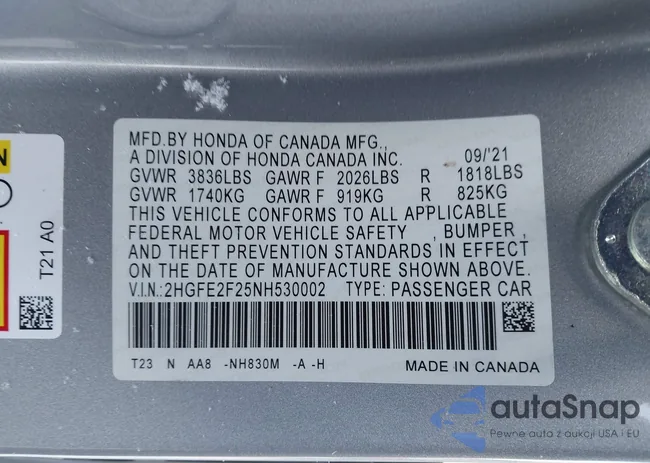 MFD.BY HONDA OF CANADA MFG.,
A DIVISION OF HONDA CANADA INC. 09/'21
GVWR 3836LBS GAWR F 2026LBS R 1818LBS
GVWR 1740KG GAWR F 919KG R 825KG
THIS VEHICLE CONFORMS TO ALL APPLICABLE
FEDERAL MOTOR VEHICLE SAFETY , BUMPER ,
AND THEFT PREVENTION STANDARDS IN EFFECT
ON THE DATE OF MANUFACTURE SHOWN ABOVE.
V.I.N.:2HGFE2F25NH530002 TYPE: PASSENGER CAR
T23 N AA8 -NH830M -A -H MADE IN CANADA
N
T21 A0
autaSnap
Pewne auta z aukcji USA i EU